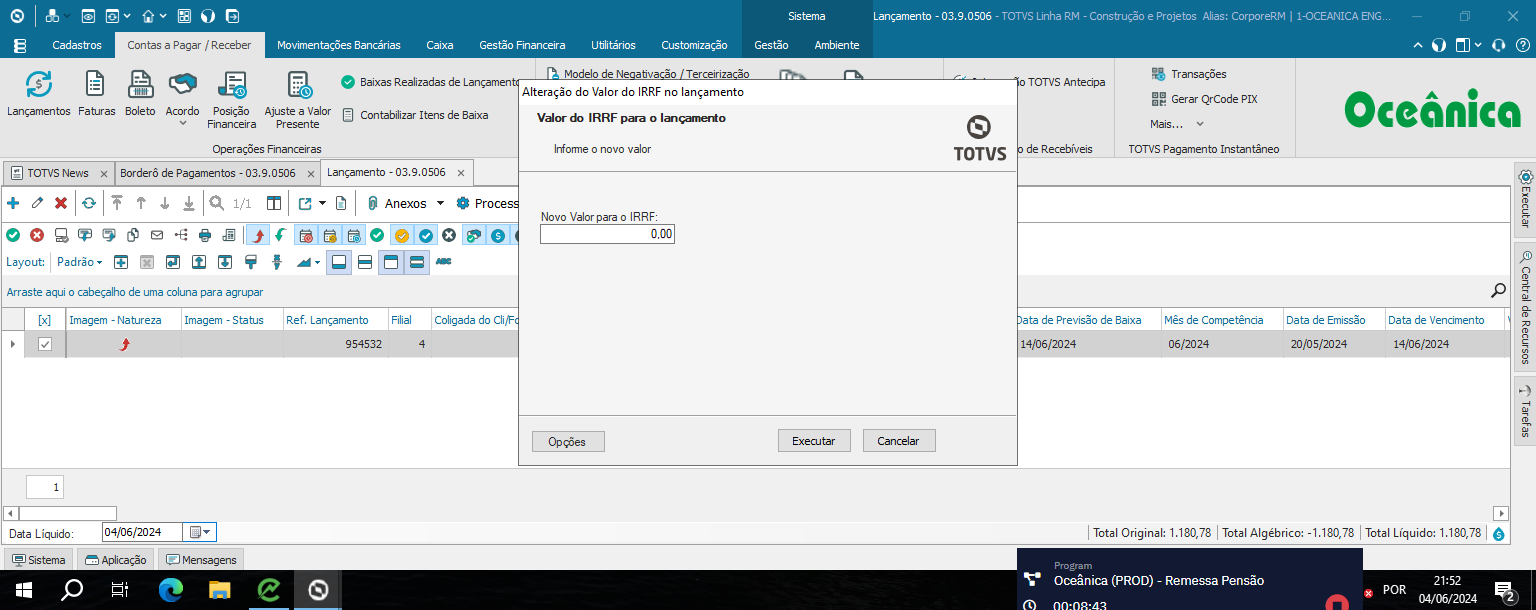 Sistema
Lançamento - 03.9.0506 - TOTVS Linha RM - Construção e Projetos Alias: CorporeRM | 1-OCEANICA ENG...
Cadastros
Contas a Pagar / Receber
Movimentações Bancárias
Caixa
Gestão Financeira
Utilitários
Customização
Gestão
Ambiente
Lançamentos
Faturas
Boleto
Acordo
Posição Financeira
Ajuste a Valor Presente
Baixas Realizadas de Lançamento
Contabilizar Itens de Baixa
Operações Financeiras
Modelo de Negativação / Terceirização
TOTVS Antecipa
o de Recebíveis
Transações
Gerar QrCode PIX
Mais...
TOTVS Pagamento Instantâneo
Oceânica
TOTVS News
Borderô de Pagamentos - 03.9.0506
Lançamento - 03.9.0506
1/1
Anexos
Process
Layout:
Padrão
ABC
Arraste aqui o cabeçalho de uma coluna para agrupar
[x]
Imagem - Natureza
Imagem - Status
Ref. Lançamento
Filial
Coligada do Cli/Fo
Data de Previsão de Baixa
Mês de Competência
Data de Emissão
Data de Vencimento
954532
4
14/06/2024
06/2024
20/05/2024
14/06/2024
Alteração do Valor do IRRF no lançamento
Valor do IRRF para o lançamento
Informe o novo valor
TOTVS
Novo Valor para o IRRF:
0,00
Opções
Executar
Cancelar
Executar
Central de Recursos
Tarefas
1
Data Líquido:
04/06/2024
Total Original: 1.180,78
Total Algébrico: -1.180,78
Total Líquido: 1.180,78
Sistema
Aplicação
Mensagens
Program
Oceânica (PROD) - Remessa Pensão
00:08:43
POR
21:52
04/06/2024
2